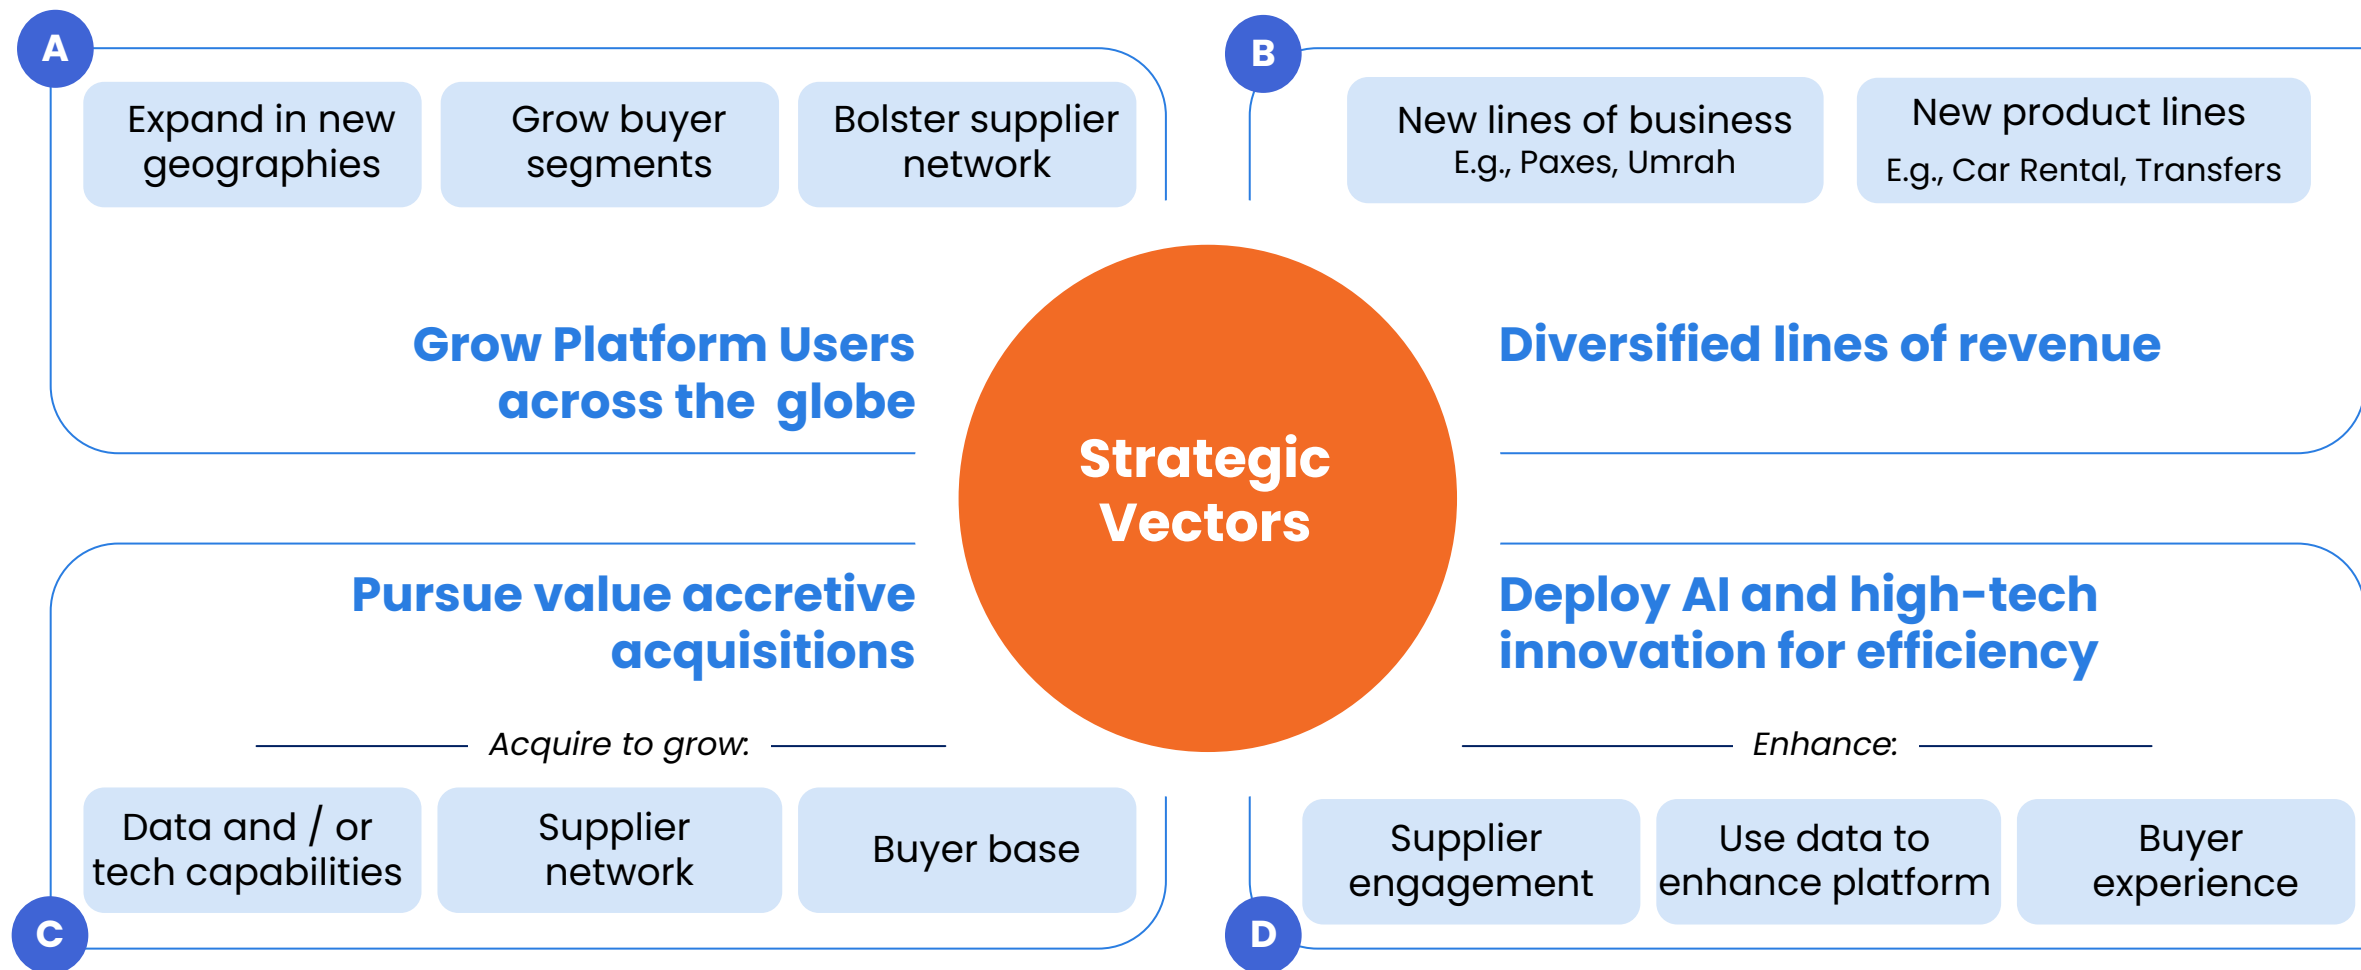 A
Expand in new
geographies
Grow buyer
segments
Bolster supplier
network
Grow Platform Users
across the globe
B
New lines of business
E.g., Paxes, Umrah
New product lines
E.g., Car Rental, Transfers
Diversified lines of revenue
Strategic
Vectors
Pursue value accretive
acquisitions
Acquire to grow:
Data and / or
tech capabilities
Supplier
network
Buyer base
C
Deploy AI and high-tech
innovation for efficiency
Enhance:
Supplier
engagement
Use data to
enhance platform
Buyer
experience
D